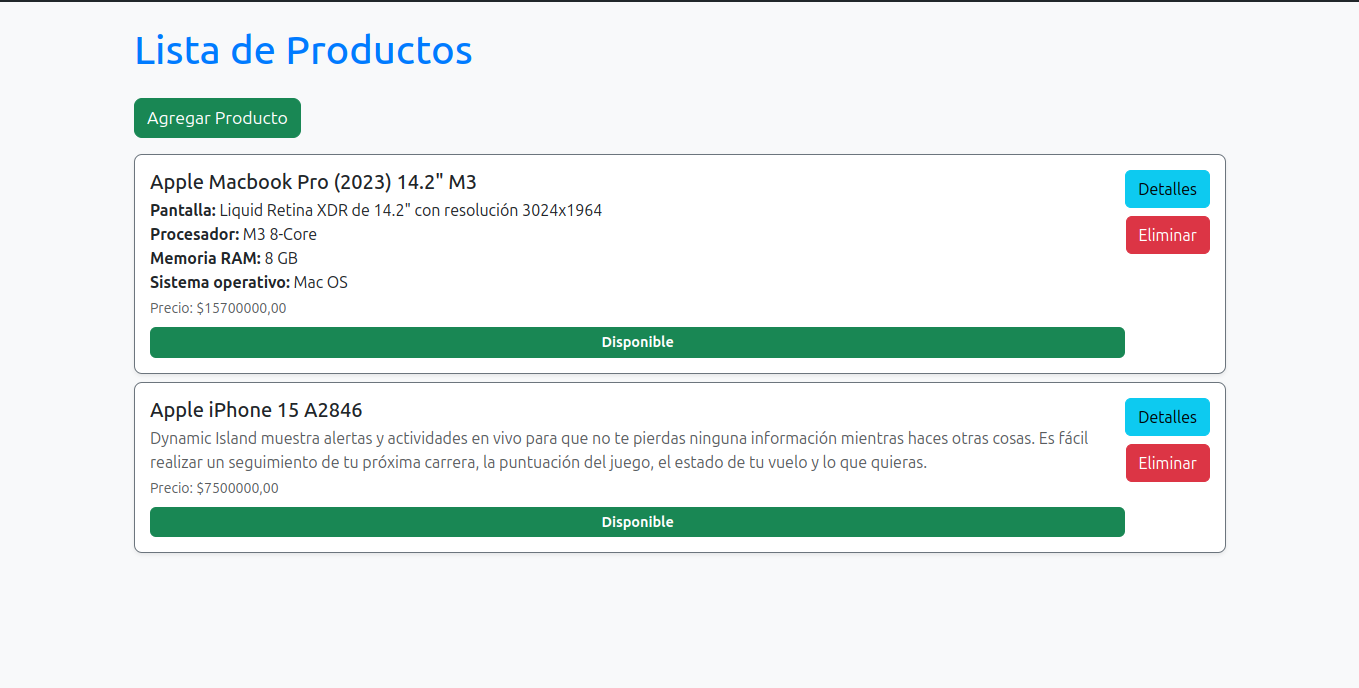 Lista de Productos
Agregar Producto
Apple Macbook Pro (2023) 14.2" M3
Pantalla: Liquid Retina XDR de 14.2" con resolución 3024x1964
Procesador: M3 8-Core
Memoria RAM: 8 GB
Sistema operativo: Mac OS
Precio: $15700000,00
Disponible
Detalles
Eliminar
Apple iPhone 15 A2846
Dynamic Island muestra alertas y actividades en vivo para que no te pierdas ninguna información mientras haces otras cosas. Es fácil
realizar un seguimiento de tu próxima carrera, la puntuación del juego, el estado de tu vuelo y lo que quieras.
Precio: $7500000,00
Disponible
Detalles
Eliminar